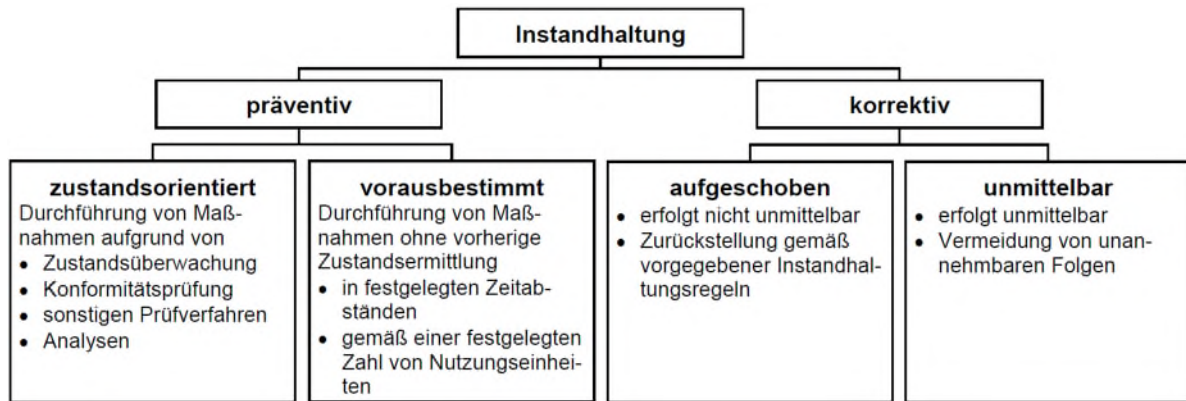 Instandhaltung
präventiv
korrektiv
zustandsorientiert
Durchführung von Maß-
nahmen aufgrund von
• Zustandsüberwachung
• Konformitätsprüfung
• sonstigen Prüfverfahren
• Analysen
vorausbestimmt
Durchführung von Maß-
nahmen ohne vorherige
Zustandsermittlung
• in festgelegten Zeitab-
ständen
• gemäß einer festgelegten
Zahl von Nutzungseinhei-
ten
aufgeschoben
• erfolgt nicht unmittelbar
• Zurückstellung gemäß
vorgegebener Instandhal-
tungsregeln
unmittelbar
• erfolgt unmittelbar
• Vermeidung von unan-
nehmbaren Folgen